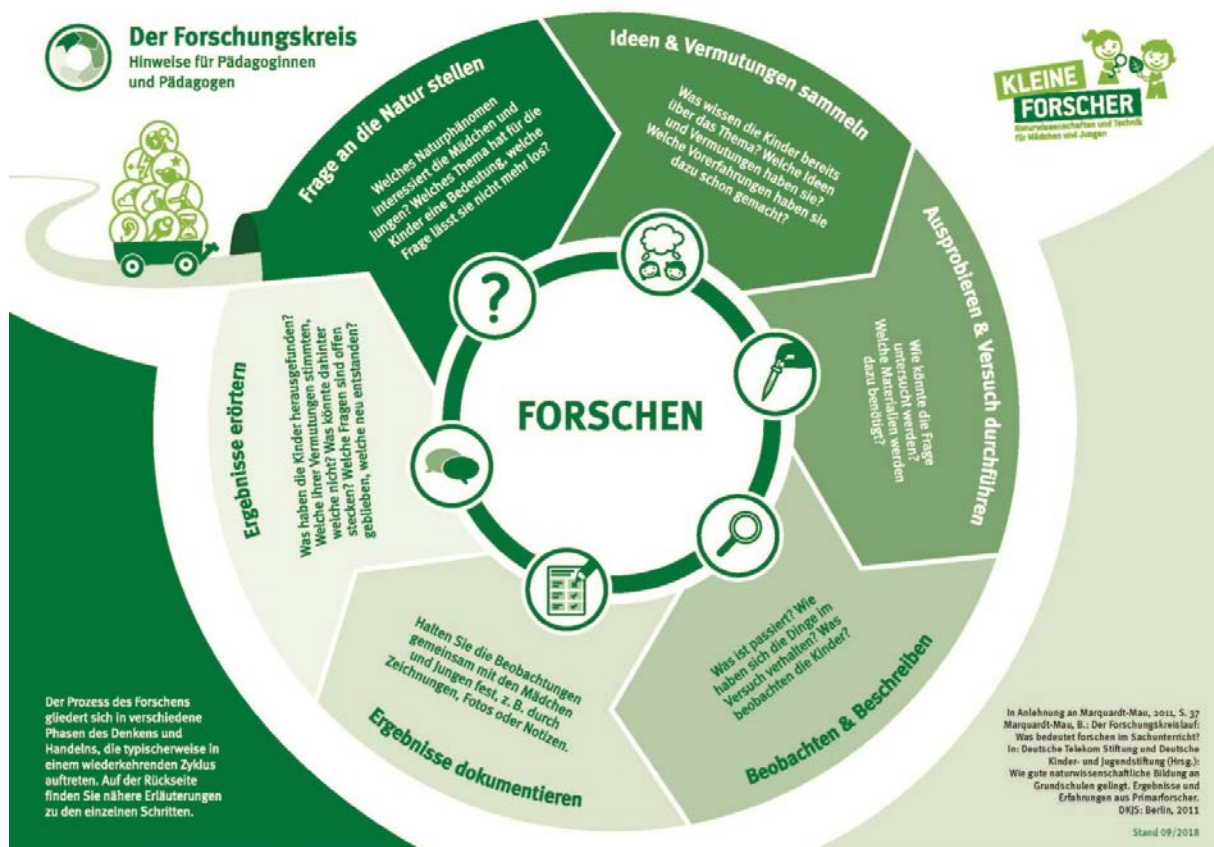 Der Forschungskreis
Hinweise für Pädagoginnen
und Pädagogen
KLEINE
FORSCHER
Naturwissenschaften und Technik
für Mädchen und Jungen
Frage an die Natur stellen
Welches Naturphänomen
interessiert die Mädchen und
Jungen? Welches Thema hat für die
Kinder eine Bedeutung, welche
Frage lässt sie nicht mehr los?
Ideen & Vermutungen sammeln
Was wissen die Kinder bereits
über das Thema? Welche Ideen
und Vermutungen haben sie?
Welche Vorerfahrungen haben sie
dazu schon gemacht?
Ausprobieren & Versuch durchführen
Wie könnte die Frage
untersucht werden?
Welche Materialien werden
dazu benötigt?
Beobachten & Beschreiben
Was ist passiert? Wie
haben sich die Dinge im
Versuch verhalten? Was
beobachten die Kinder?
Ergebnisse dokumentieren
Halten Sie die Beobachtungen
gemeinsam mit den Mädchen
und Jungen fest, z. B. durch
Zeichnungen, Fotos oder Notizen.
Ergebnisse erörtern
Was haben die Kinder herausgefunden?
Welche ihrer Vermutungen stimmten,
welche nicht? Was könnte dahinter
stecken? Welche Fragen sind offen
geblieben, welche neu entstanden?
?
FORSCHEN
Der Prozess des Forschens
gliedert sich in verschiedene
Phasen des Denkens und
Handelns, die typischerweise in
einem wiederkehrenden Zyklus
auftreten. Auf der Rückseite
finden Sie nähere Erläuterungen
zu den einzelnen Schritten.
In Anlehnung an Marquardt-Mau, 2011, S. 37
Marquardt-Mau, B.: Der Forschungskreislauf:
Was bedeutet forschen im Sachunterricht?
In: Deutsche Telekom Stiftung und Deutsche
Kinder- und Jugendstiftung (Hrsg.):
Wie gute naturwissenschaftliche Bildung an
Grundschulen gelingt. Ergebnisse und
Erfahrungen aus Primarforscher.
DKJS: Berlin, 2011
Stand 09/2018